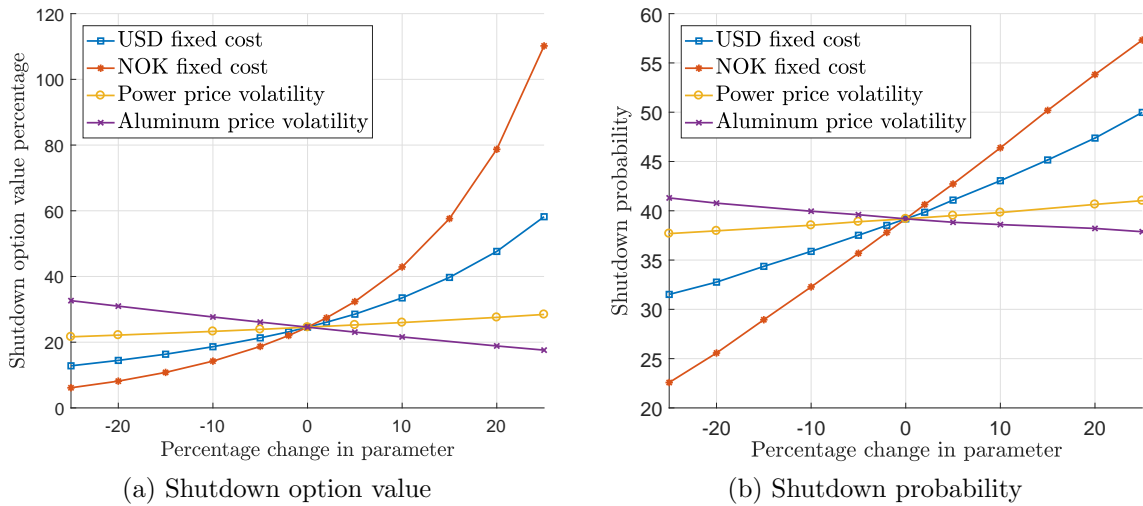 120
100
80
60
40
20
0
Shutdown option value percentage
USD fixed cost
NOK fixed cost
Power price volatility
Aluminum price volatility
-20 -10 0 10 20
Percentage change in parameter
(a) Shutdown option value
60
55
50
45
40
35
30
25
20
Shutdown probability
USD fixed cost
NOK fixed cost
Power price volatility
Aluminum price volatility
-20 -10 0 10 20
Percentage change in parameter
(b) Shutdown probability